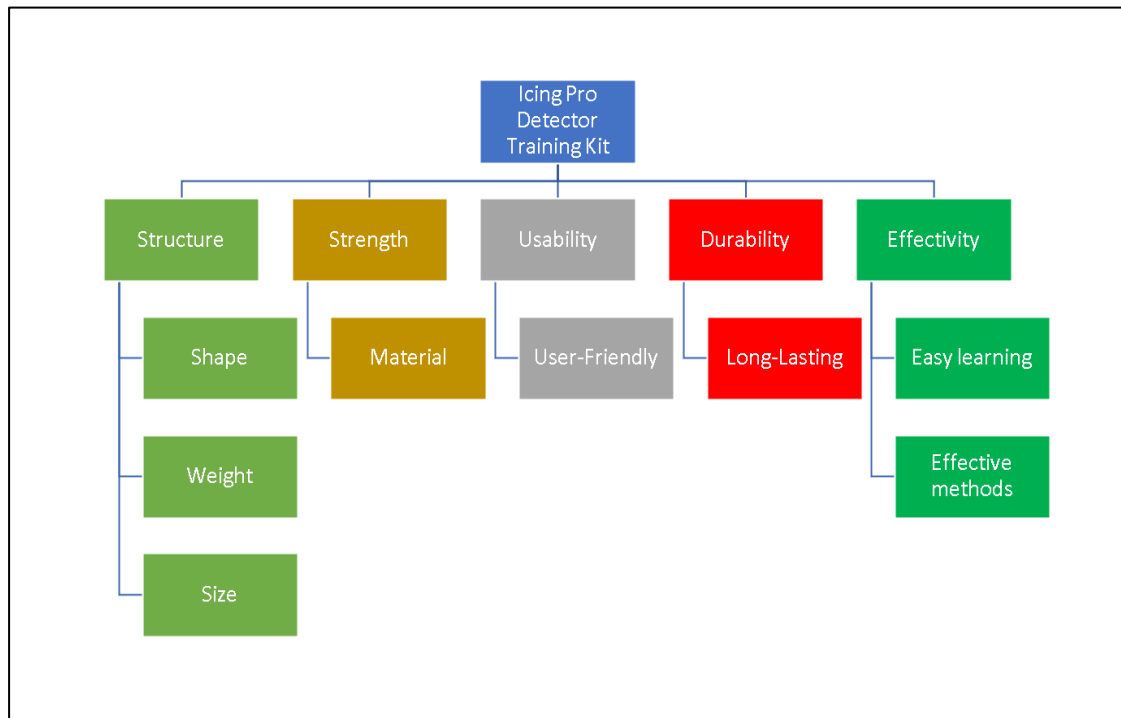 Icing Pro
Detector
Training Kit
Structure
Strength
Usability
Durability
Effectivity
Shape
Material
User-Friendly
Long-Lasting
Easy learning
Weight
Effective
methods
Size